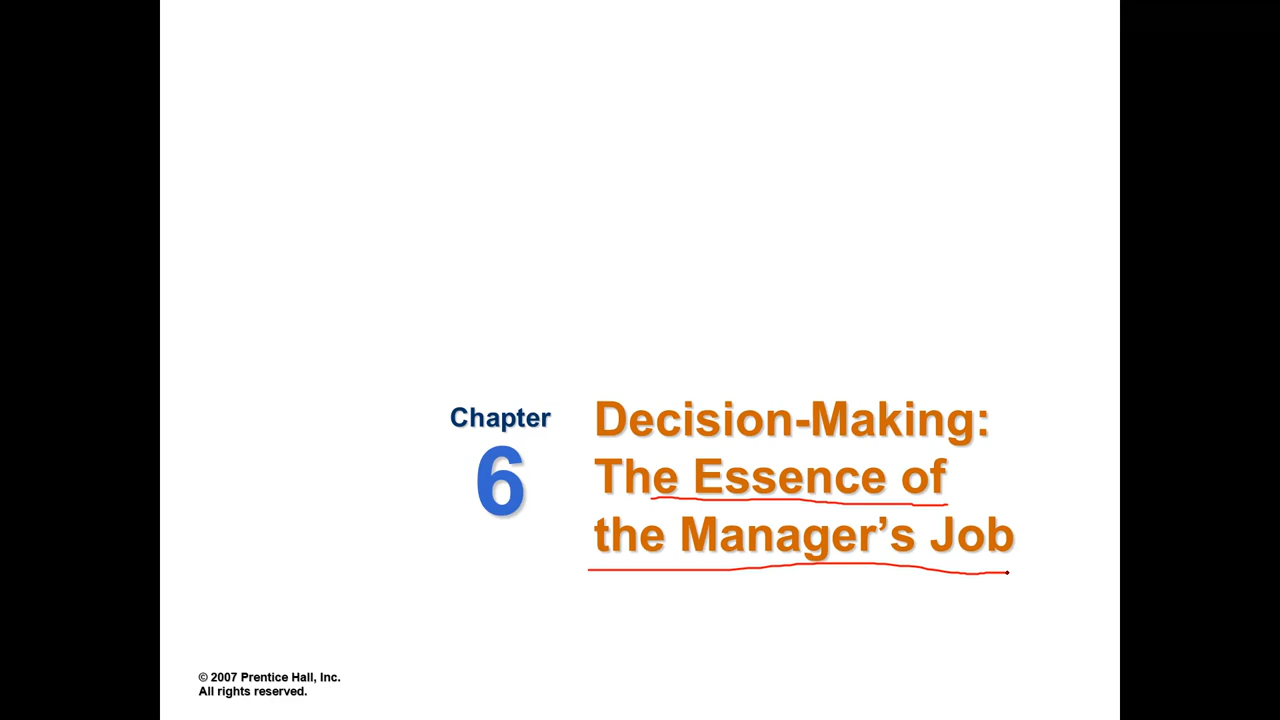 Chapter
6
Decision-Making:
The Essence of
the Manager’s Job
© 2007 Prentice Hall, Inc.
All rights reserved.